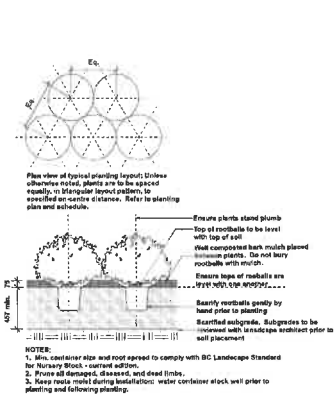 Eq.
Eq.
Plan view of typical planting layout; Unless
otherwise noted, plants are to be spaced
equally, in triangular layout pattern, to
specified on-centre distance. Refer to planting
plan and schedule.
Ensure plants stand plumb
Top of rootballs to be level
with top of soil
Well composted bark mulch placed
between plants. Do not bury
rootballs with mulch.
Ensure tops of rootballs are
level with one another
Scarify rootballs gently by
hand prior to planting
Scarified subgrade. Subgrades to be
reviewed with landscape architect prior to
soil placement
75
457 min.
NOTES:
1. Min. container size and root spread to comply with BC Landscape Standard
for Nursery Stock - current edition.
2. Prune all damaged, diseased, and dead limbs.
3. Keep roots moist during installation: water container stock well prior to
planting and following planting.